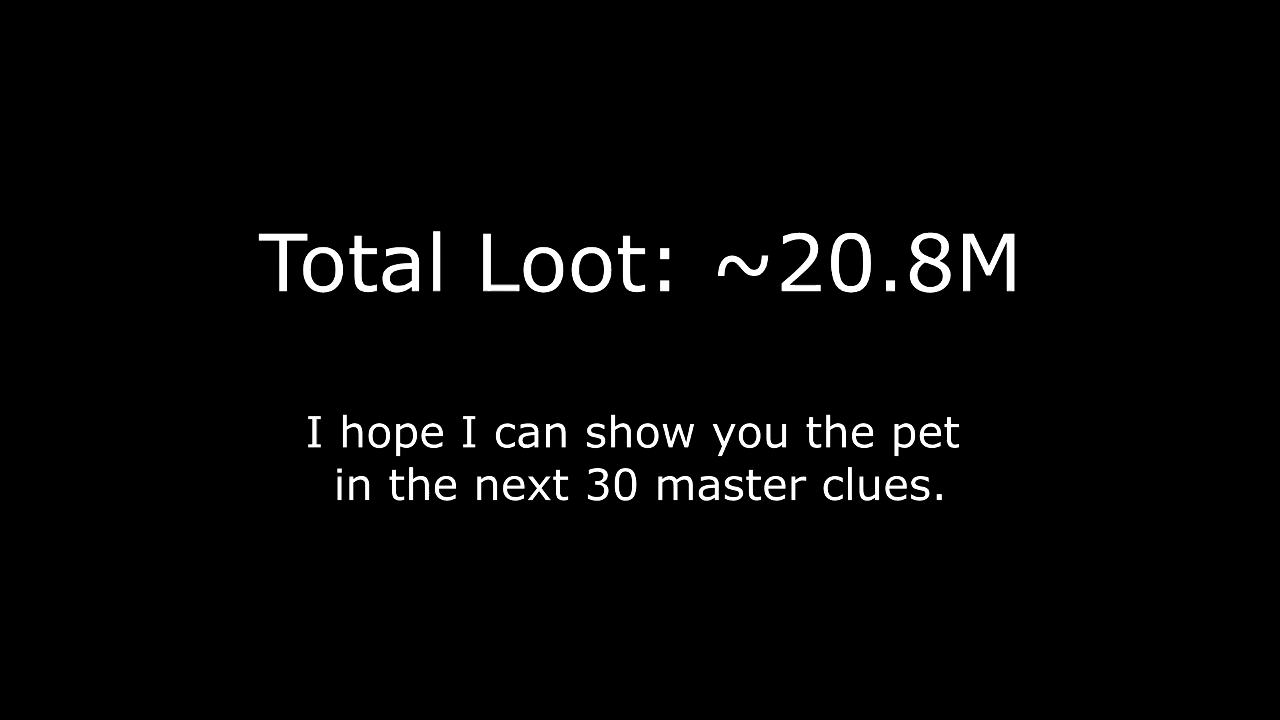 Total Loot: ~20.8M
I hope I can show you the pet
in the next 30 master clues.